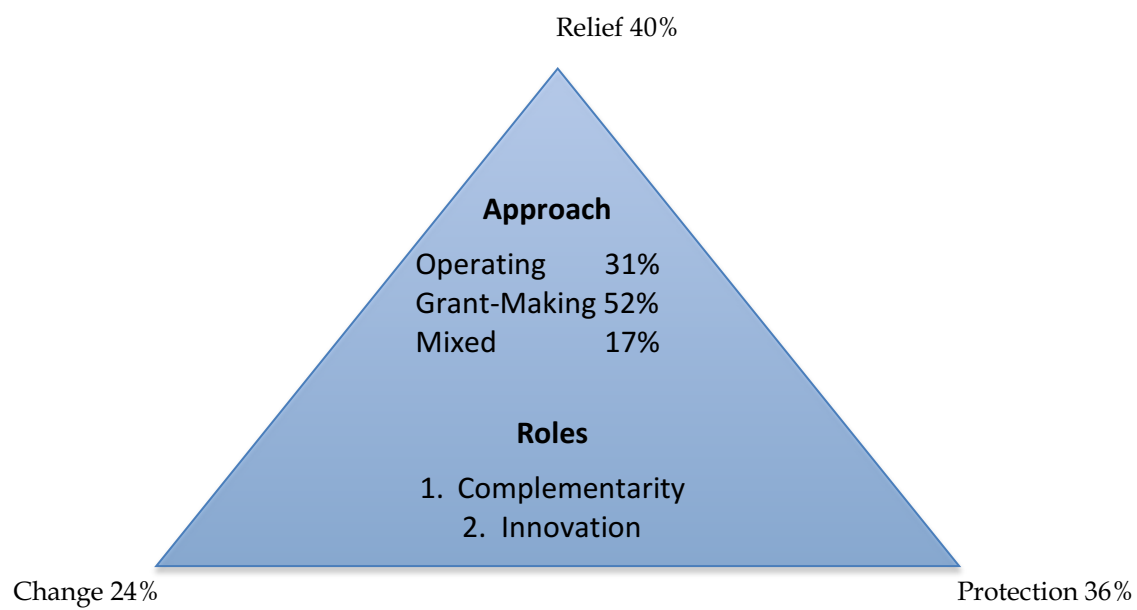 Relief 40%
Approach
Operating 31%
Grant-Making 52%
Mixed 17%
Roles
1. Complementarity
2. Innovation
Change 24%
Protection 36%